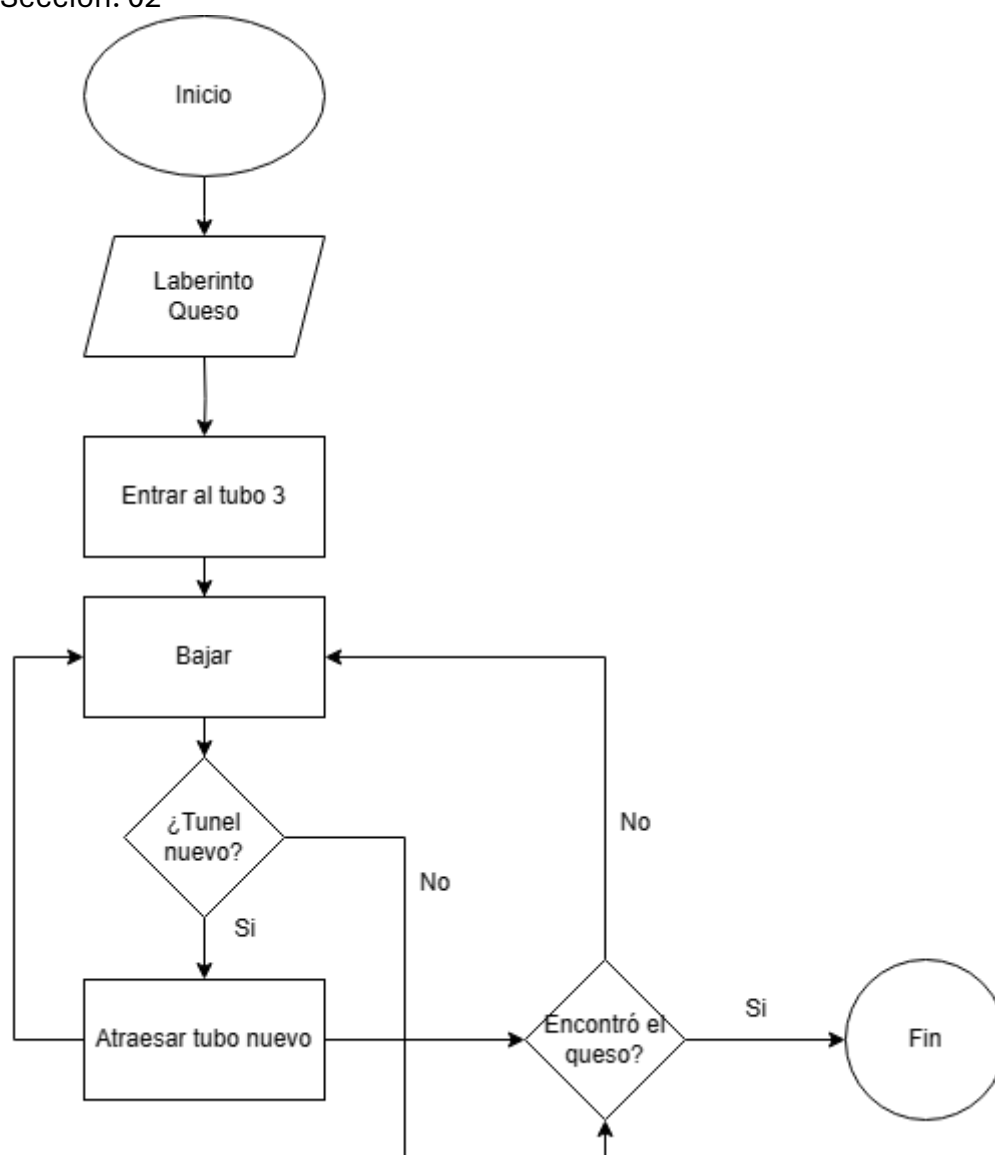 Sección: 02
Inicio
Laberinto
Queso
Entrar al tubo 3
Bajar
¿Tunel
nuevo?
No
No
Si
Atraesar tubo nuevo
Encontró el
queso?
Si
Fin